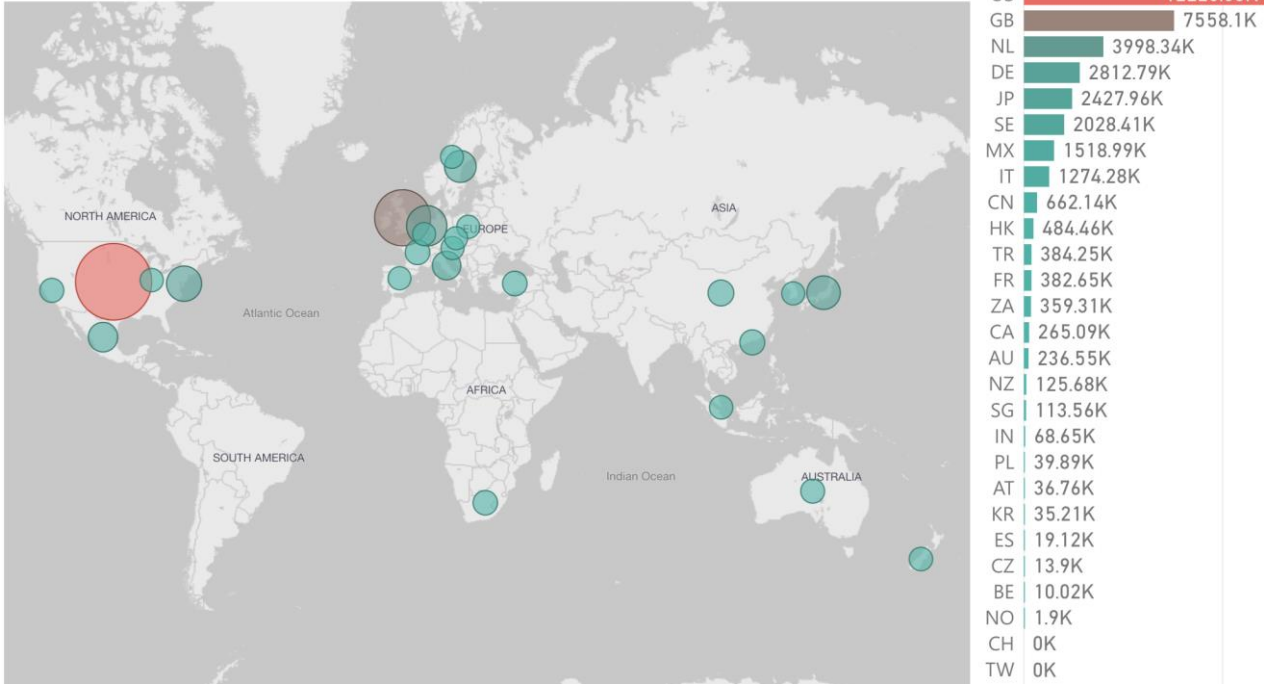 NORTH AMERICA
ASIA
EUROPE
Atlantic Ocean
AFRICA
SOUTH AMERICA
Indian Ocean
AUSTRALIA
GB 7558.1K
NL 3998.34K
DE 2812.79K
JP 2427.96K
SE 2028.41K
MX 1518.99K
IT 1274.28K
CN 662.14K
HK 484.46K
TR 384.25K
FR 382.65K
ZA 359.31K
CA 265.09K
AU 236.55K
NZ 125.68K
SG 113.56K
IN 68.65K
PL 39.89K
AT 36.76K
KR 35.21K
ES 19.12K
CZ 13.9K
BE 10.02K
NO 1.9K
CH 0K
TW 0K